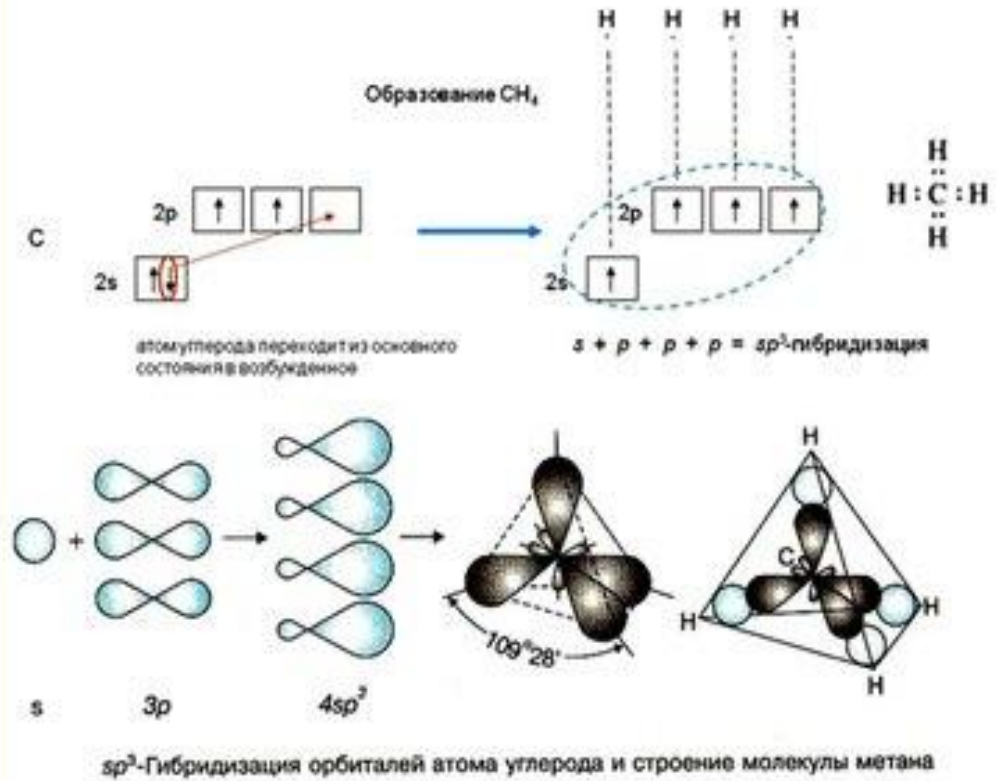 H H H H
Образование CH₄
H
H : C : H
H
2p
2p
C
2s
2s
атом углерода переходит из основного
состояния в возбужденное
s + p + p + p = sp³-гибридизация
H
C
H
H
H
+
109°28'
s
3p
4sp³
sp³-Гибридизация орбиталей атома углерода и строение молекулы метана